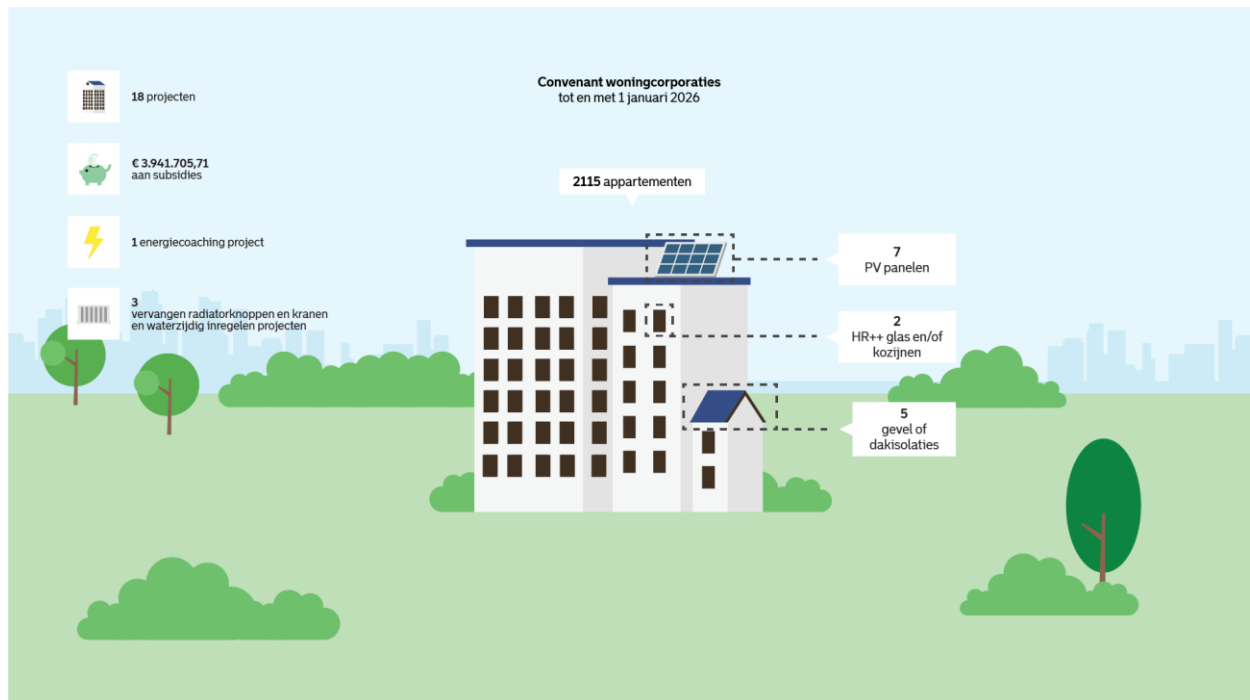 Convenant woningcorporaties
tot en met 1 januari 2026
18 projecten
€ 3.941.705,71
aan subsidies
1 energiecoaching project
3
vervangen radiatorknoppen en kranen
en waterzijdig inregelen projecten
2115 appartementen
7
PV panelen
2
HR++ glas en/of
kozijnen
5
gevel of
dakisolaties